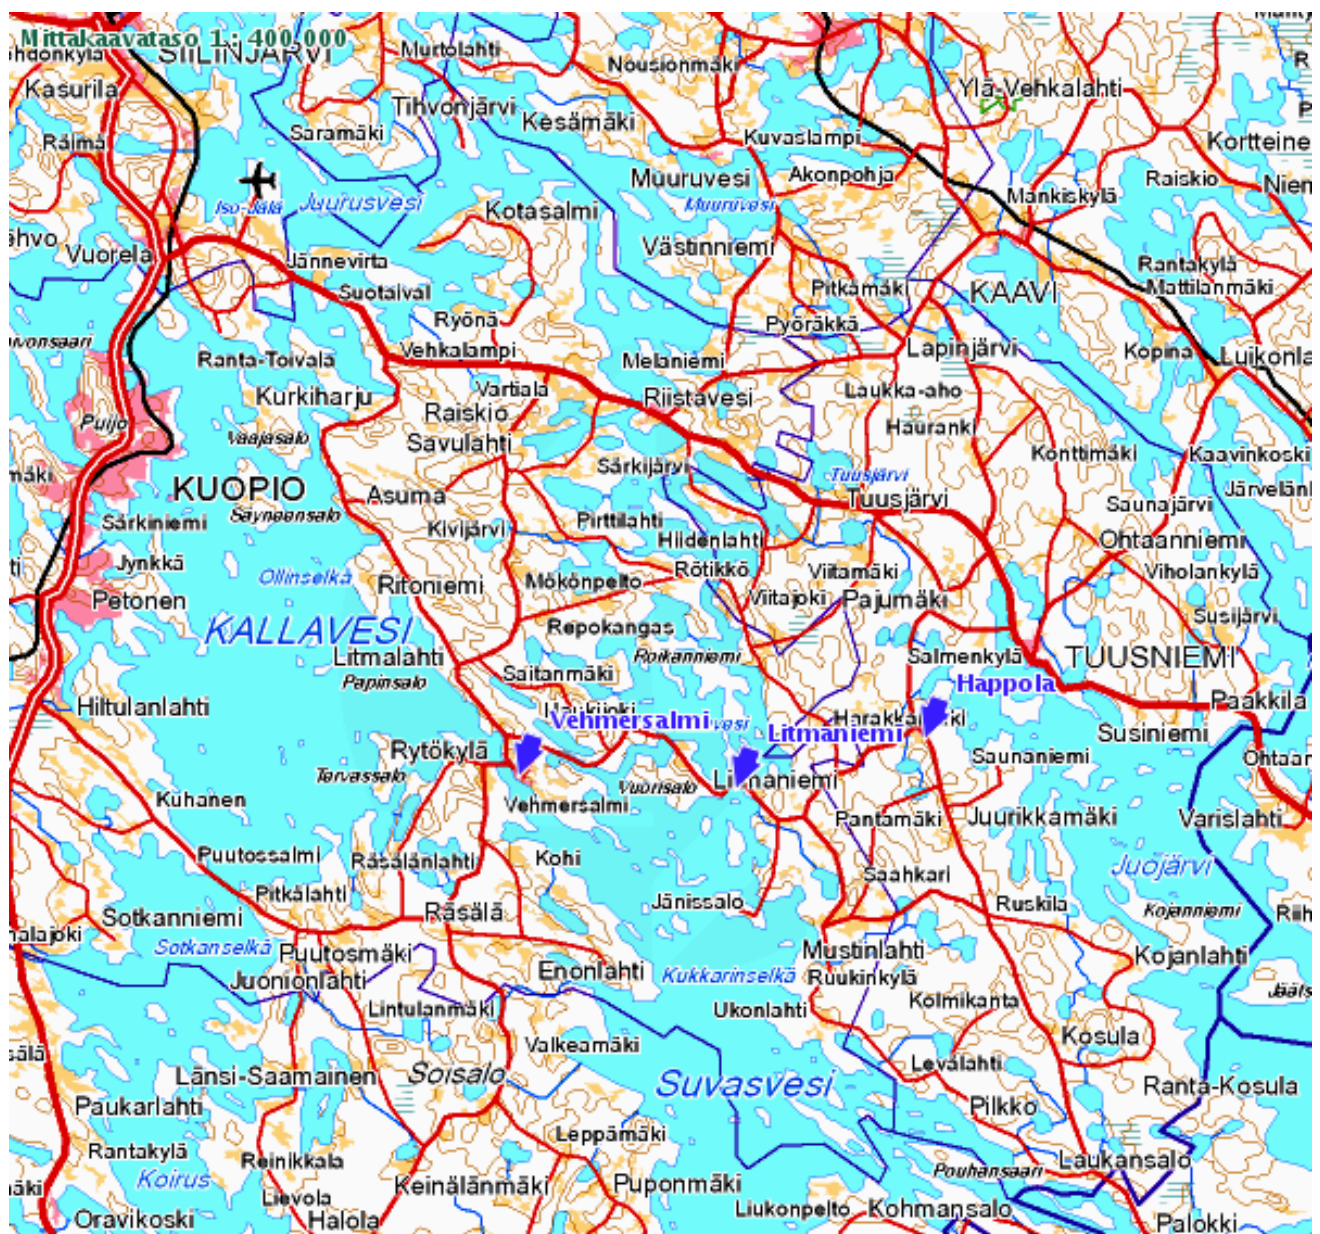 Mittakaavataso 1 : 400 000
SIILINJÄRVI
Murtolahti
Nousionmäki
Kasurila
Ylä-Vehkalahti
Tihvonjärvi
Kesämäki
Saramäki
Kuvaslampi
Kortteine
Räimä
Akonpohja
Muuruvesi
Raiskio
Mankiskylä
Iso-Jälä
Juurusvesi
Muuruvesi
Kotasalmi
Vuorela
Västinniemi
Jännevirta
Rantakylä
Mattilanmäki
Suotaival
Pitkämäki
KAAVI
Ryönä
Pyöräkkä
Ranta-Toivala
Vehkalampi
Melaniemi
Lapinjärvi
Kopina
Luikonla
Kurkiharju
Vartiala
Riistavesi
Laukka-aho
Raiskio
Puijo
Vaajasalo
Savulahti
Hauranki
Konttimäki
Kaavinkoski
Särkijärvi
Tuusjärvi
KUOPIO
Asuma
Tuusjärvi
Saunajärvi
Säyneensalo
Särkiniemi
Kivijärvi
Pirttilahti
Hiidenlahti
Ohtaanniemi
Jynkkä
Ollinselkä
Ritoniemi
Mökönpelto
Rötikkö
Viitamäki
Viholankylä
Petonen
Viitajoki
Pajumäki
Susijärvi
KALLAVESI
Repokangas
Litmalahti
Roikanniemi
Salmenkylä
TUUSNIEMI
Papinsalo
Saitanmäki
Happola
Paakkila
Hiltulanlahti
Vehmersalmi
Litmaniemi
Susiniemi
Rytökylä
Saunaniemi
Ohtaar
Tervassalo
Vuorisalo
Kuhanen
Vehmersalmi
Pantamäki
Juurikkamäki
Varislahti
Puutossalmi
Räsälänlahti
Kohi
Juojärvi
Pitkälahti
Saahkari
Sotkanniemi
Räsälä
Jänissalo
Ruskila
Kojanniemi
Riih
nalajoki
Sotkanselkä
Puutosmäki
Mustinlahti
Kojanlahti
Juonionlahti
Enonlahti
Kukkarinselkä
Ruukinkylä
Lintulanmäki
Ukonlahti
Kolmikanta
Kosula
Valkeamäki
Länsi-Saamainen
Soisalo
Suvasvesi
Levälahti
Ranta-Kosula
Paukarlahti
Pilkko
Leppämäki
Rantakylä
Reinikkala
Pouhansaari
Laukansalo
Koirus
Lievola
Keinälänmäki
Puponmäki
Oravikoski
Halola
Liukonpelto
Kohmansalo
Palokki